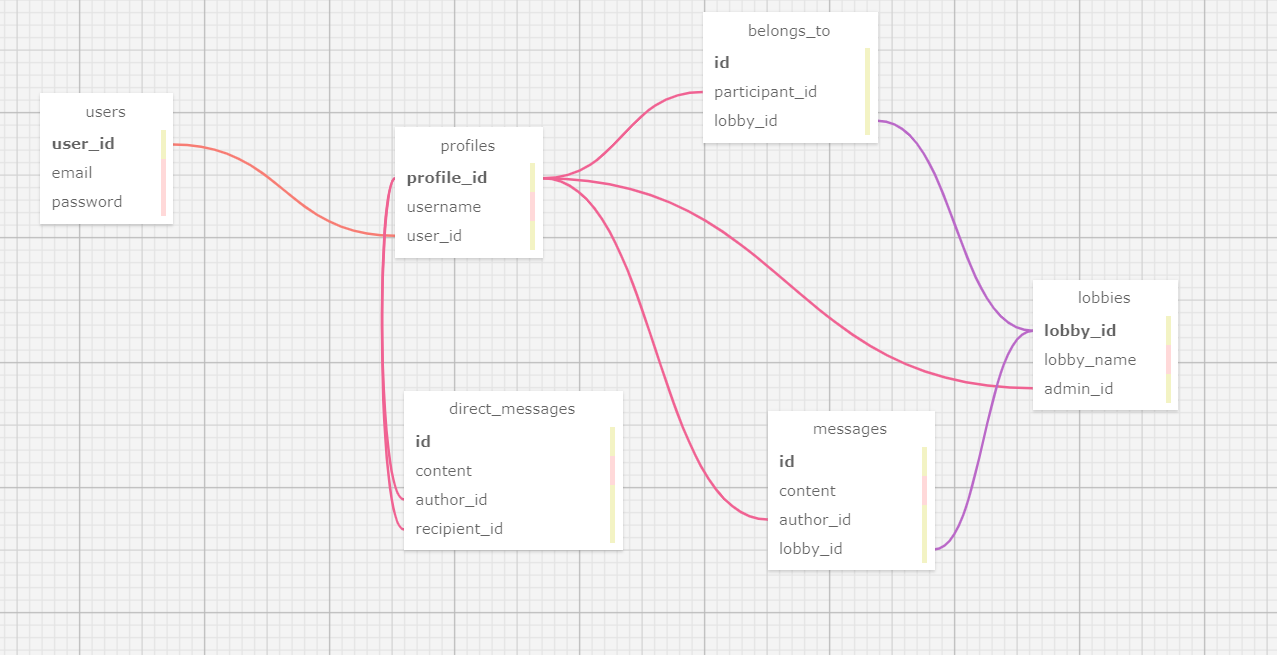 users
user_id
email
password
profiles
profile_id
username
user_id
belongs_to
id
participant_id
lobby_id
lobbies
lobby_id
lobby_name
admin_id
direct_messages
id
content
author_id
recipient_id
messages
id
content
author_id
lobby_id